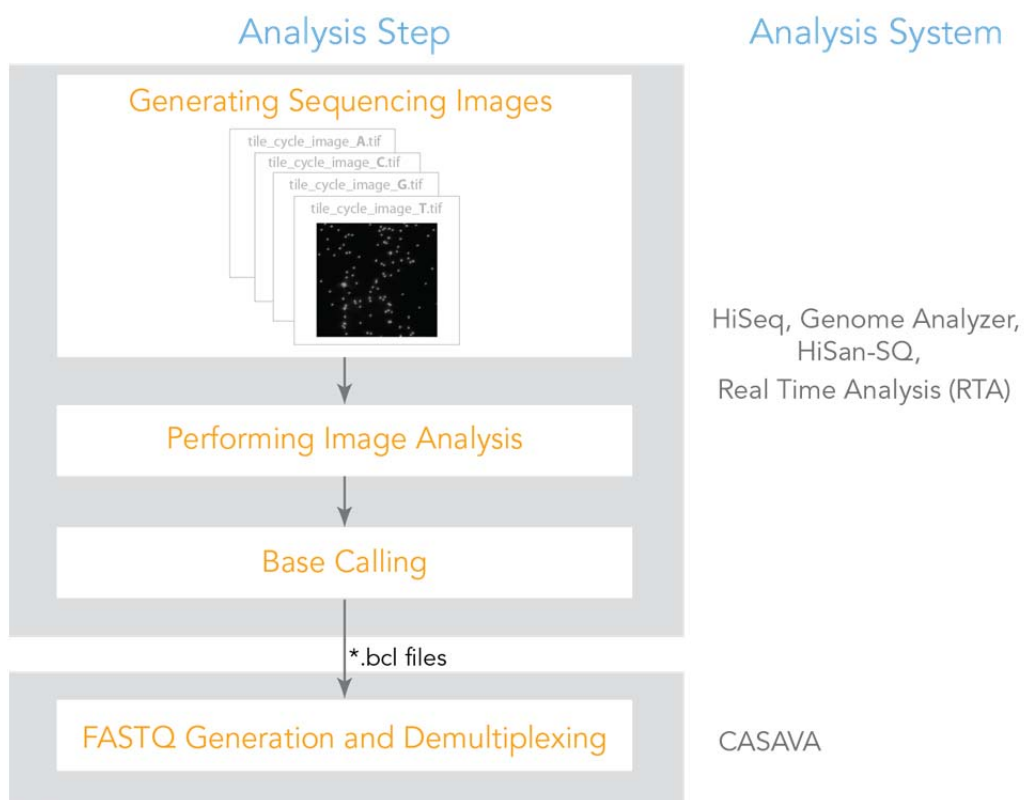 Analysis Step
Analysis System
Generating Sequencing Images
tile_cycle_image_A.tif
tile_cycle_image_C.tif
tile_cycle_image_G.tif
tile_cycle_image_T.tif
HiSeq, Genome Analyzer,
HiSan-SQ,
Real Time Analysis (RTA)
Performing Image Analysis
Base Calling
*.bcl files
FASTQ Generation and Demultiplexing
CASAVA